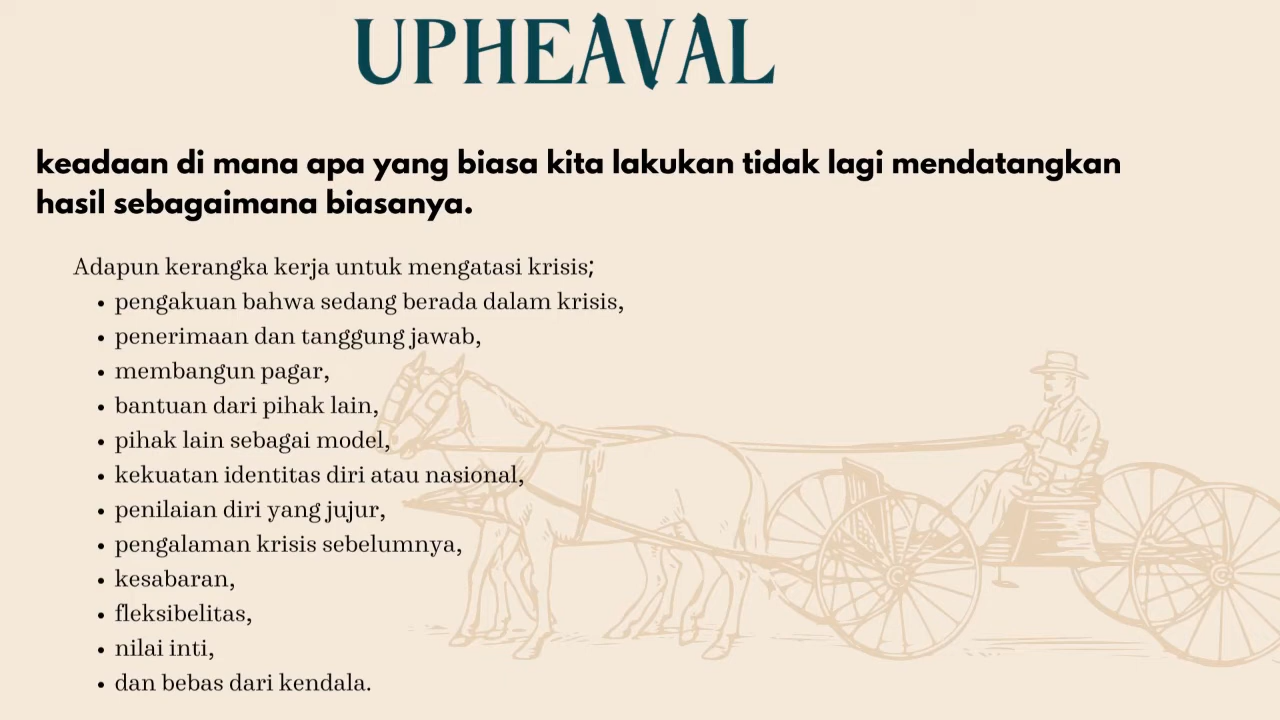 UPHEAVAL
keadaan di mana apa yang biasa kita lakukan tidak lagi mendatangkan
hasil sebagaimana biasanya.
Adapun kerangka kerja untuk mengatasi krisis;
• pengakuan bahwa sedang berada dalam krisis,
• penerimaan dan tanggung jawab,
• membangun pagar,
• bantuan dari pihak lain,
• pihak lain sebagai model,
• kekuatan identitas diri atau nasional,
• penilaian diri yang jujur,
• pengalaman krisis sebelumnya,
• kesabaran,
• fleksibelitas,
• nilai inti,
• dan bebas dari kendala.